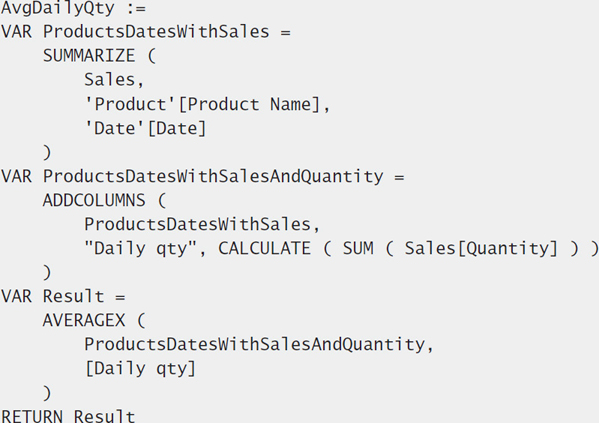 AvgDailyQty :=
VAR ProductsDatesWithSales =
    SUMMARIZE (
        Sales,
        'Product'[Product Name],
        'Date'[Date]
    )
VAR ProductsDatesWithSalesAndQuantity =
    ADDCOLUMNS (
        ProductsDatesWithSales,
        "Daily qty", CALCULATE ( SUM ( Sales[Quantity] ) )
    )
VAR Result =
    AVERAGEX (
        ProductsDatesWithSalesAndQuantity,
        [Daily qty]
    )
RETURN Result